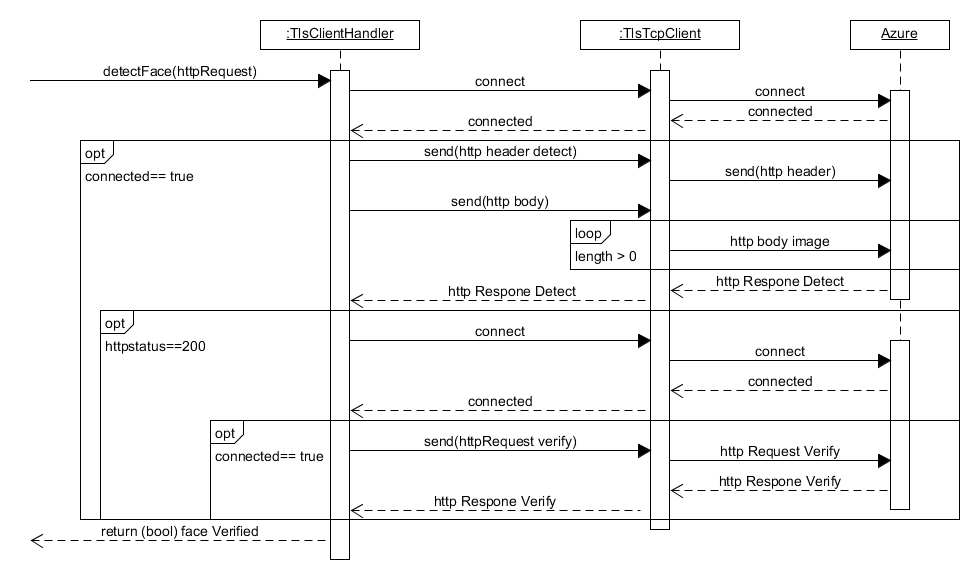 :TlsClientHandler
:TlsTcpClient
Azure
detectFace(httpRequest)
connect
connect
connected
connected
opt
connected== true
send(http header detect)
send(http header)
send(http body)
loop
length > 0
http body image
http Respone Detect
http Respone Detect
opt
httpstatus==200
connect
connect
connected
connected
opt
connected== true
send(httpRequest verify)
http Request Verify
http Respone Verify
http Respone Verify
return (bool) face Verified